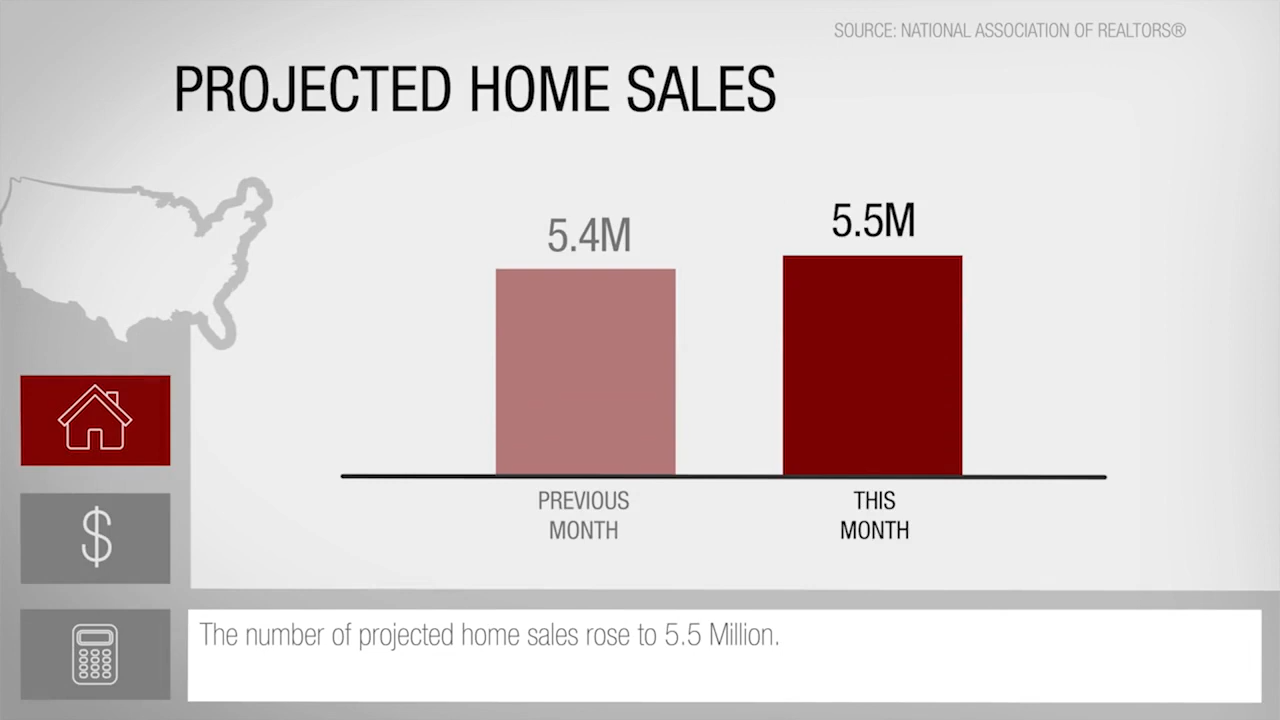 SOURCE: NATIONAL ASSOCIATION OF REALTORS®
PROJECTED HOME SALES
5.4M
5.5M
PREVIOUS
MONTH
THIS
MONTH
$
The number of projected home sales rose to 5.5 Million.